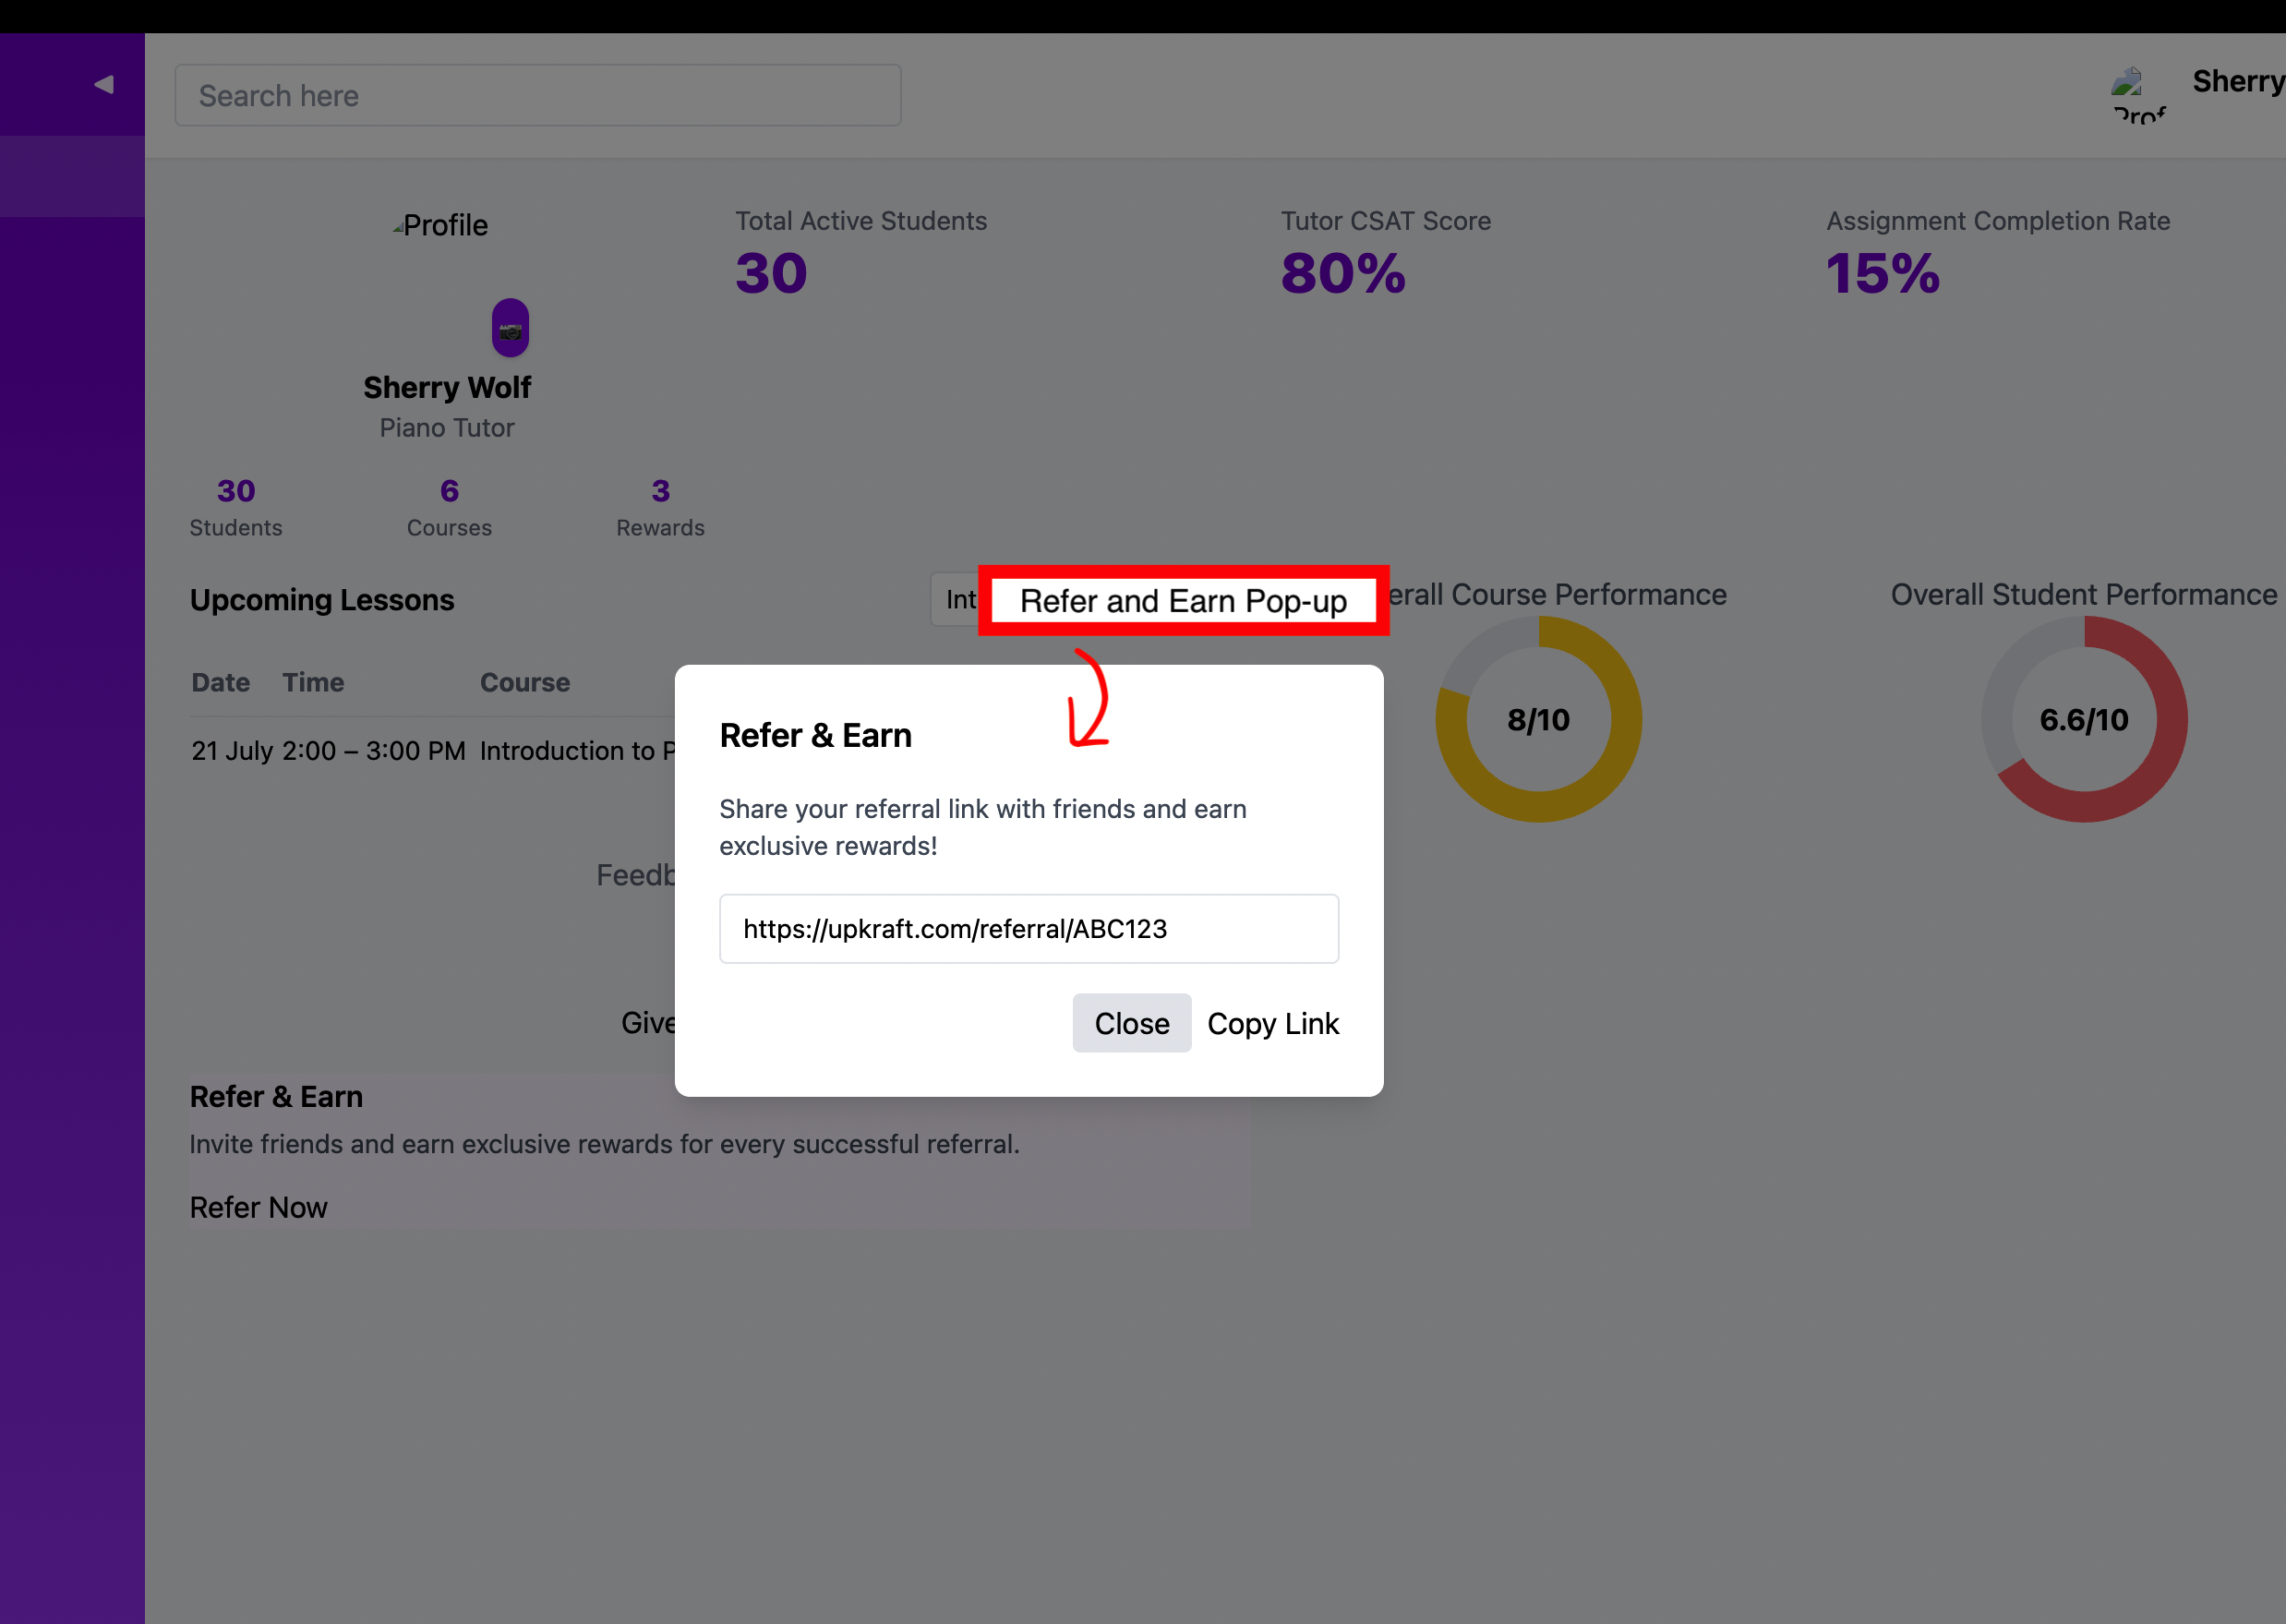 Search here
Sherry
Prof
Profile
Total Active Students
30
Tutor CSAT Score
80%
Assignment Completion Rate
15%
Sherry Wolf
Piano Tutor
30
Students
6
Courses
3
Rewards
Upcoming Lessons
Int
Refer and Earn Pop-up
erall Course Performance
Overall Student Performance
Date Time Course
21 July 2:00 – 3:00 PM Introduction to P
8/10
6.6/10
Refer & Earn
Share your referral link with friends and earn
exclusive rewards!
https://upkraft.com/referral/ABC123
Close Copy Link
Feedb
Give
Refer & Earn
Invite friends and earn exclusive rewards for every successful referral.
Refer Now